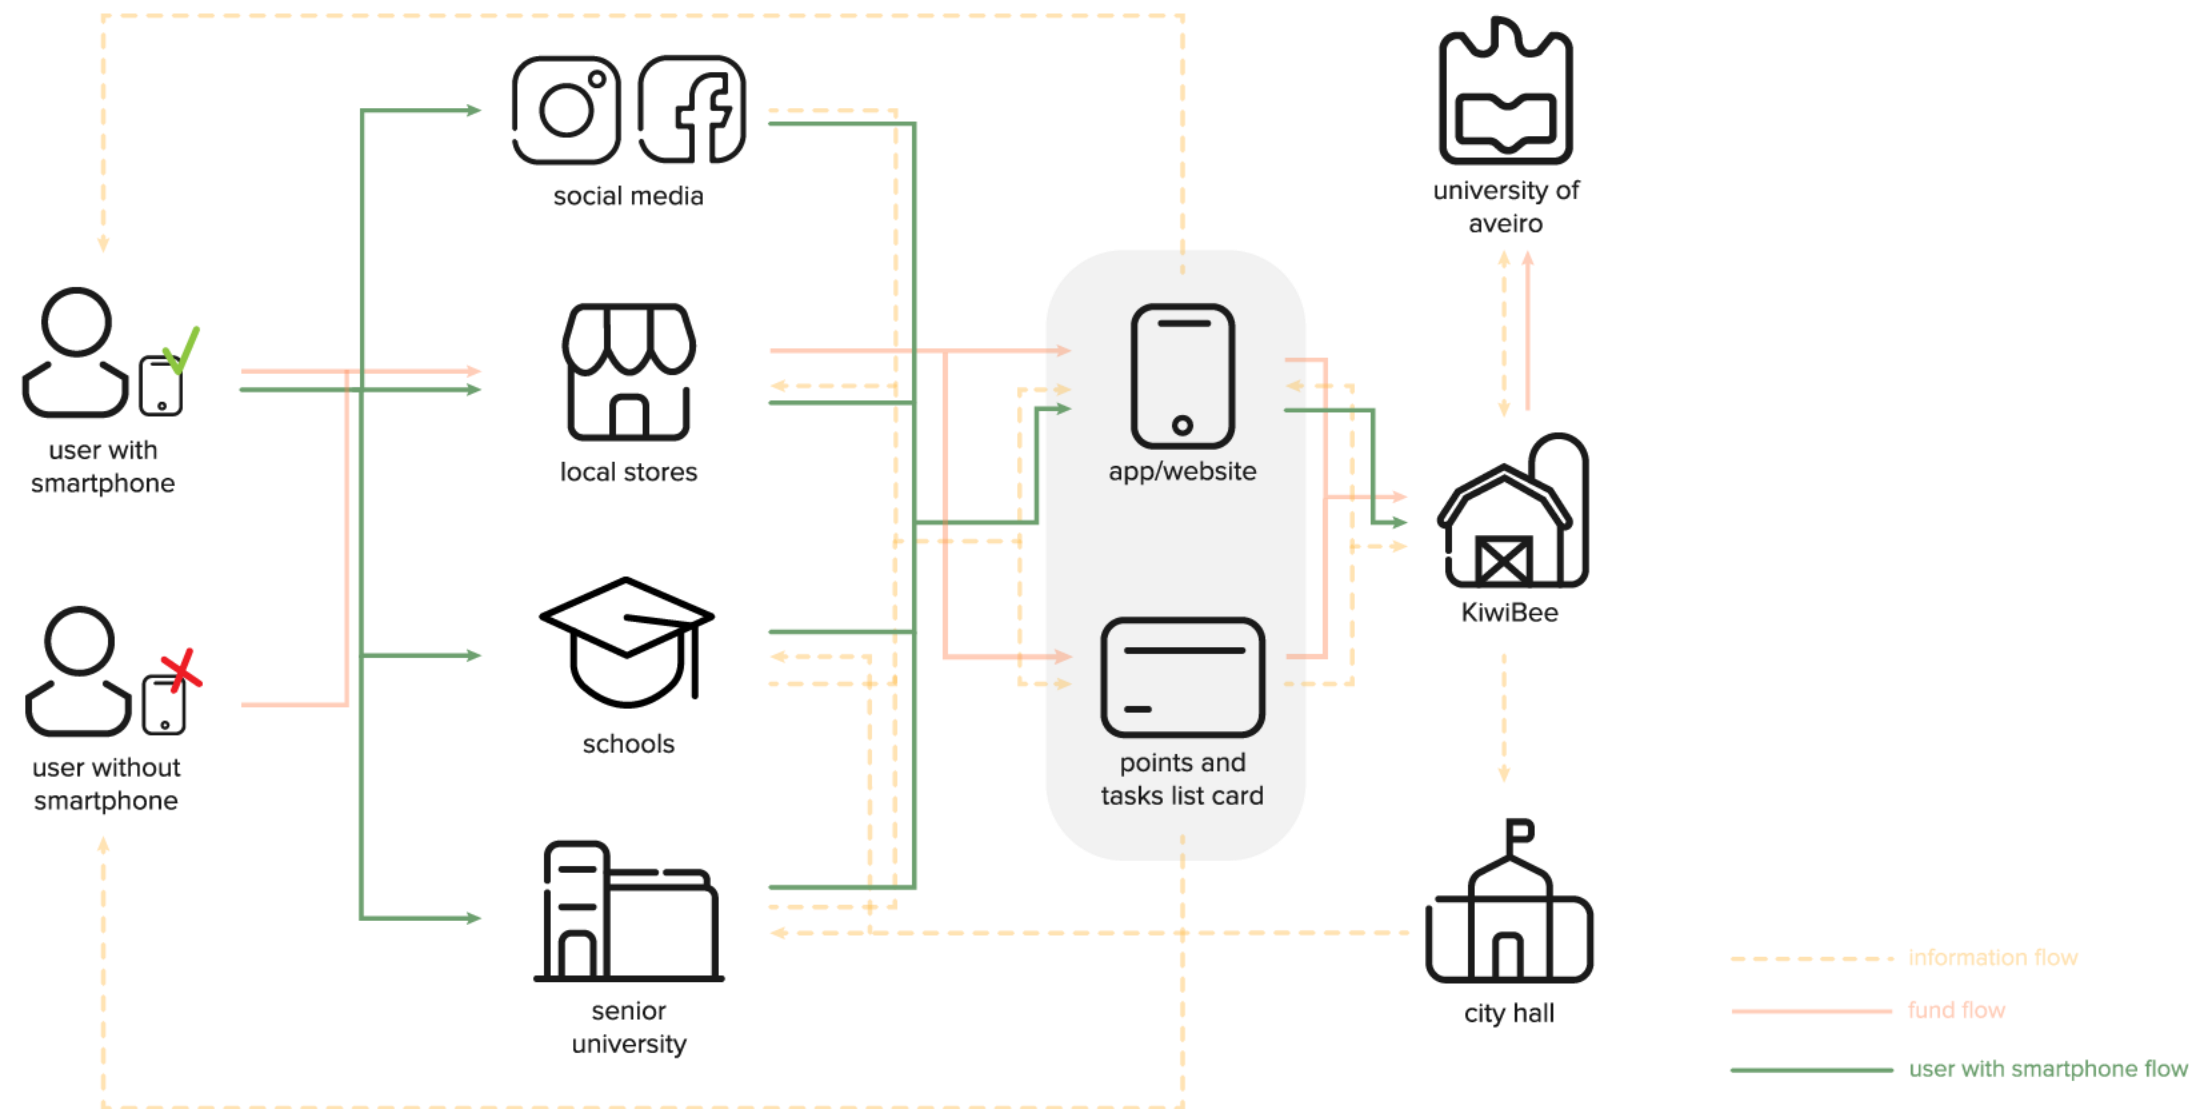 social media
university of
aveiro
user with
smartphone
local stores
app/website
KiwiBee
user without
smartphone
schools
points and
tasks list card
senior
university
city hall
information flow
fund flow
user with smartphone flow